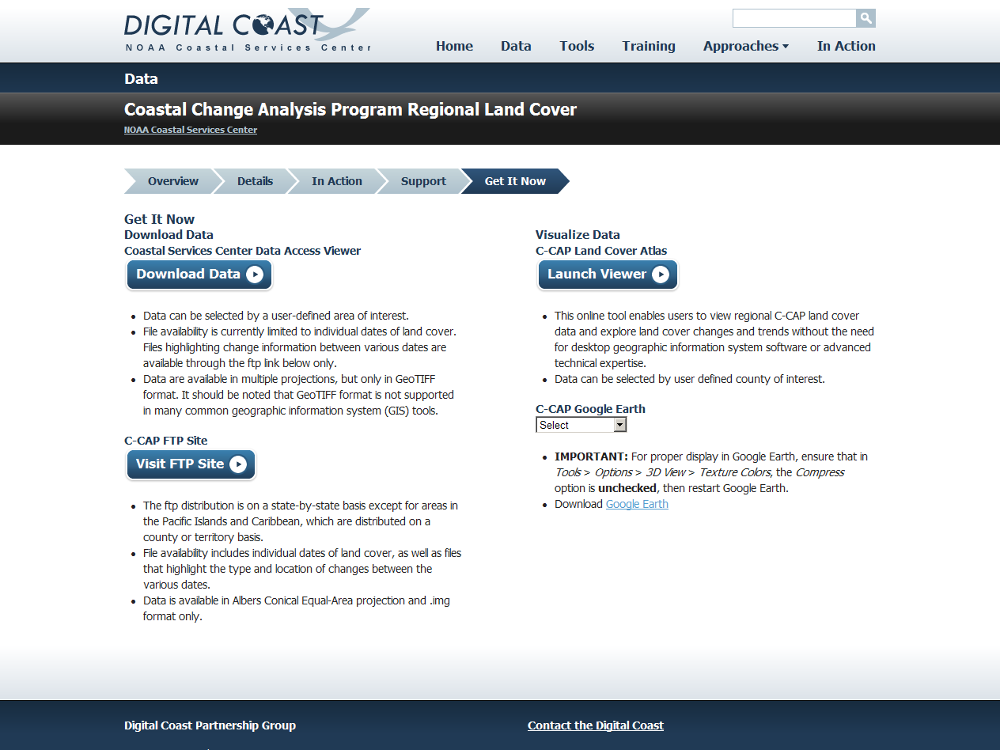 DIGITAL COAST
NOAA Coastal Services Center
Home Data Tools Training Approaches In Action
Data
Coastal Change Analysis Program Regional Land Cover
NOAA Coastal Services Center
Overview Details In Action Support Get It Now
Get It Now
Download Data
Coastal Services Center Data Access Viewer
Download Data
Data can be selected by a user-defined area of interest.
File availability is currently limited to individual dates of land cover.
Files highlighting change information between various dates are
available through the ftp link below only.
Data are available in multiple projections, but only in GeoTIFF
format. It should be noted that GeoTIFF format is not supported
in many common geographic information system (GIS) tools.
C-CAP FTP Site
Visit FTP Site
The ftp distribution is on a state-by-state basis except for areas in
the Pacific Islands and Caribbean, which are distributed on a
county or territory basis.
File availability includes individual dates of land cover, as well as files
that highlight the type and location of changes between the
various dates.
Data is available in Albers Conical Equal-Area projection and .img
format only.
Visualize Data
C-CAP Land Cover Atlas
Launch Viewer
This online tool enables users to view regional C-CAP land cover
data and explore land cover changes and trends without the need
for desktop geographic information system software or advanced
technical expertise.
Data can be selected by user defined county of interest.
C-CAP Google Earth
Select
IMPORTANT: For proper display in Google Earth, ensure that in
Tools > Options > 3D View > Texture Colors, the Compress
option is unchecked, then restart Google Earth.
Download Google Earth
Digital Coast Partnership Group
Contact the Digital Coast